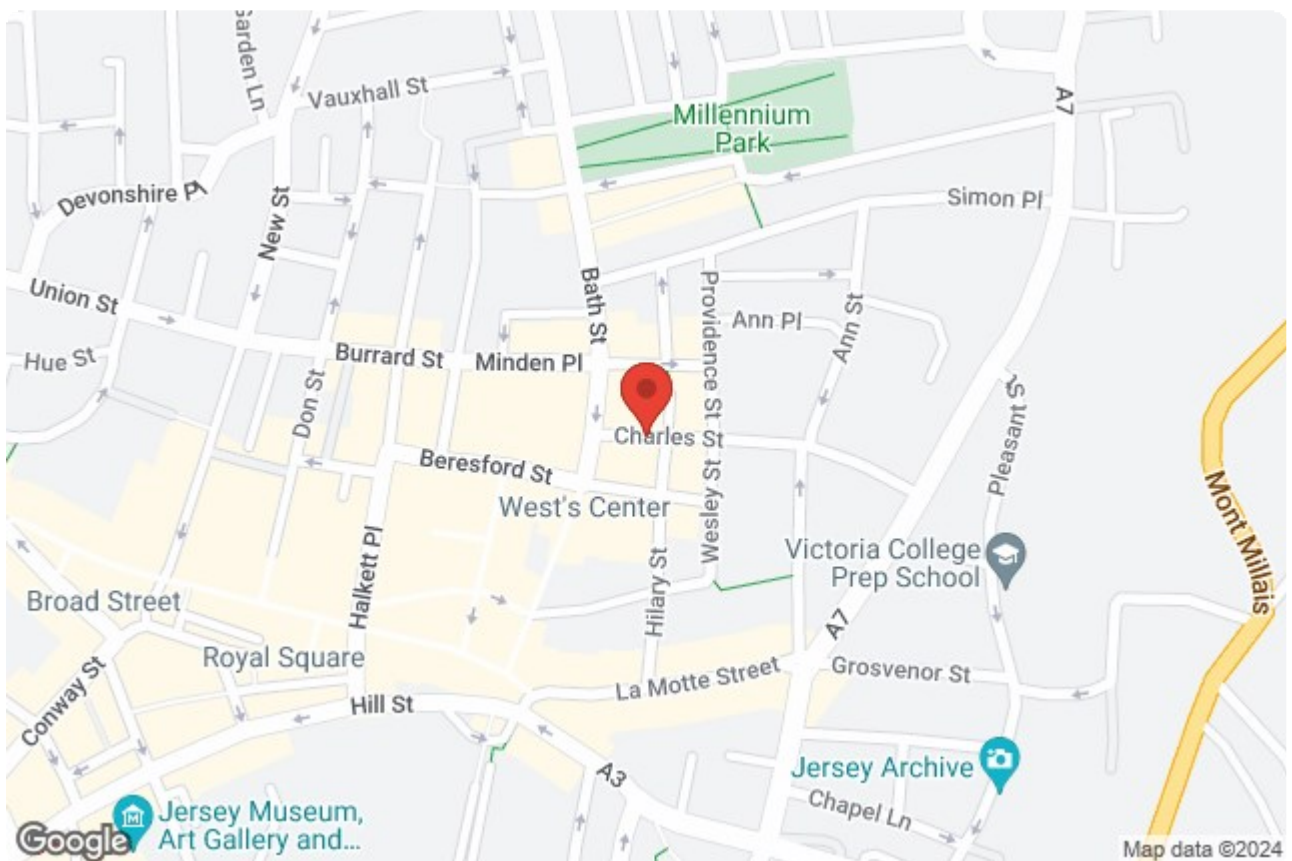 Garden Ln
Vauxhall St
A7
Millennium
Park
Devonshire Pl
New St
Simon Pl
Union St
Bath St
Providence St
Ann Pl
Ann St
Hue St
Burrard St
Minden Pl
Don St
Charles St
Pleasant St
Beresford St
West's Center
Wesley St
Mont Millais
Halkett Pl
Hilary St
Victoria College
Prep School
Broad Street
Royal Square
A7
Conway St
La Motte Street
Grosvenor St
Hill St
A3
Jersey Archive
Chapel Ln
Jersey Museum,
Art Gallery and...
Google
Map data ©2024